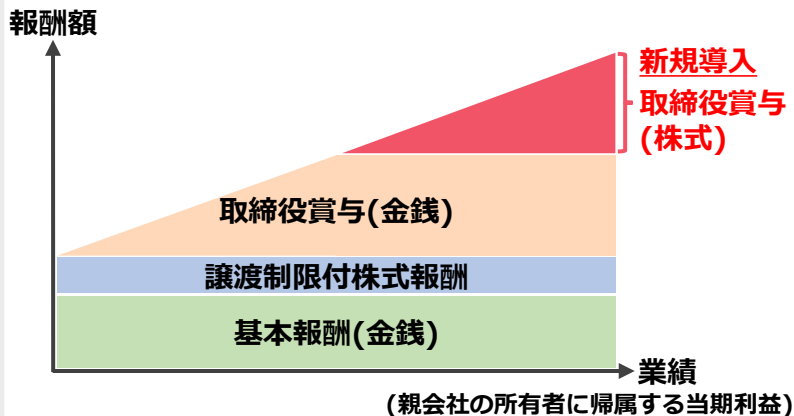 報酬額
新規導入
取締役賞与
(株式)
取締役賞与(金銭)
譲渡制限付株式報酬
基本報酬(金銭)
業績
(親会社の所有者に帰属する当期利益)